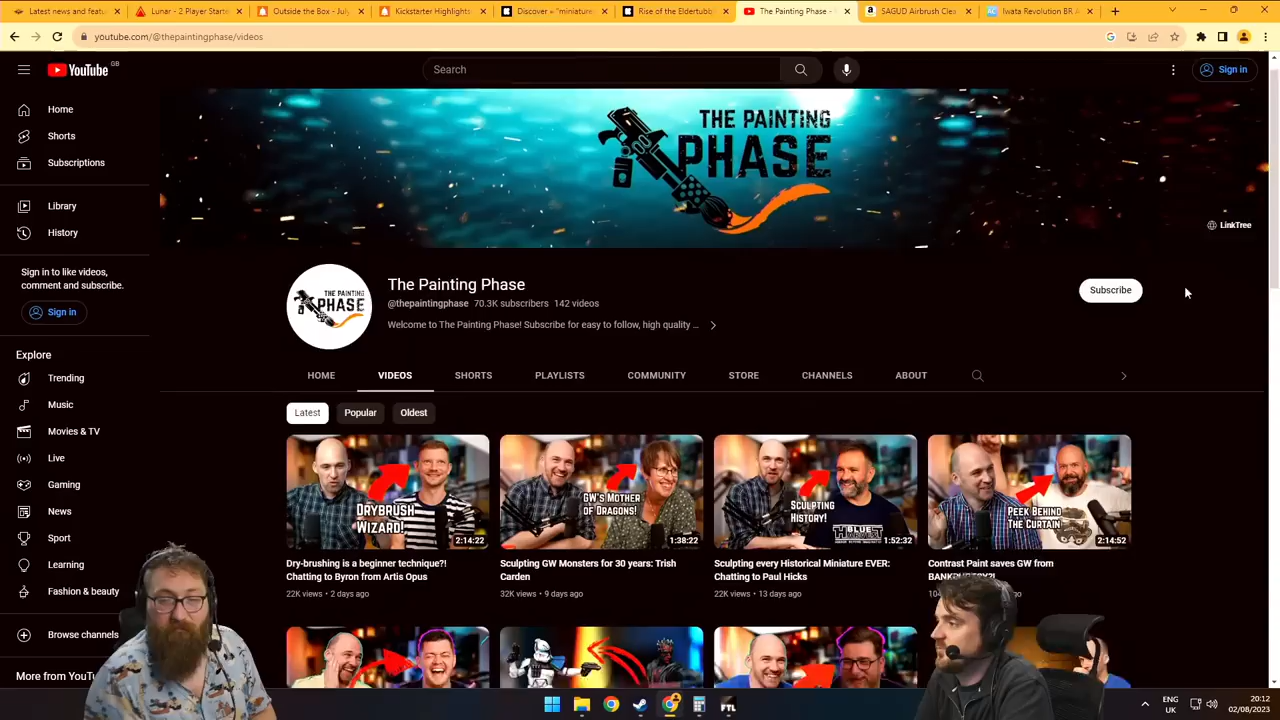 Latest news and feature
Lunar - 2 Player Starte
Outside the Box - July
Kickstarter Highlights
Discover » "miniature
Rise of the Eldertubby
The Painting Phase -
SAGUD Airbrush Clea
Iwata Revolution BR A
youtube.com/@thepaintingphase/videos
YouTube GB
Search
Sign in
Home
Shorts
Subscriptions
Library
History
Sign in to like videos,
comment and subscribe.
Sign in
Explore
Trending
Music
Movies & TV
Live
Gaming
News
Sport
Learning
Fashion & beauty
Browse channels
More from YouTu
THE PAINTING
PHASE
LinkTree
THE PAINTING
PHASE
The Painting Phase
@thepaintingphase 70.3K subscribers 142 videos
Welcome to The Painting Phase! Subscribe for easy to follow, high quality ...
Subscribe
HOME VIDEOS SHORTS PLAYLISTS COMMUNITY STORE CHANNELS ABOUT
Latest Popular Oldest
DRYBRUSH
WIZARD!
2:14:22
GW'S MOTHER
OF DRAGONS!
1:38:22
SCULPTING
HISTORY!
1:52:32
PEEK BEHIND
THE CURTAIN
2:14:52
Dry-brushing is a beginner technique?!
Chatting to Byron from Artis Opus
22K views • 2 days ago
Sculpting GW Monsters for 30 years: Trish
Carden
32K views • 9 days ago
Sculpting every Historical Miniature EVER:
Chatting to Paul Hicks
22K views • 13 days ago
Contrast Paint saves GW from
ENG
UK
20:12
02/08/2023
FTL